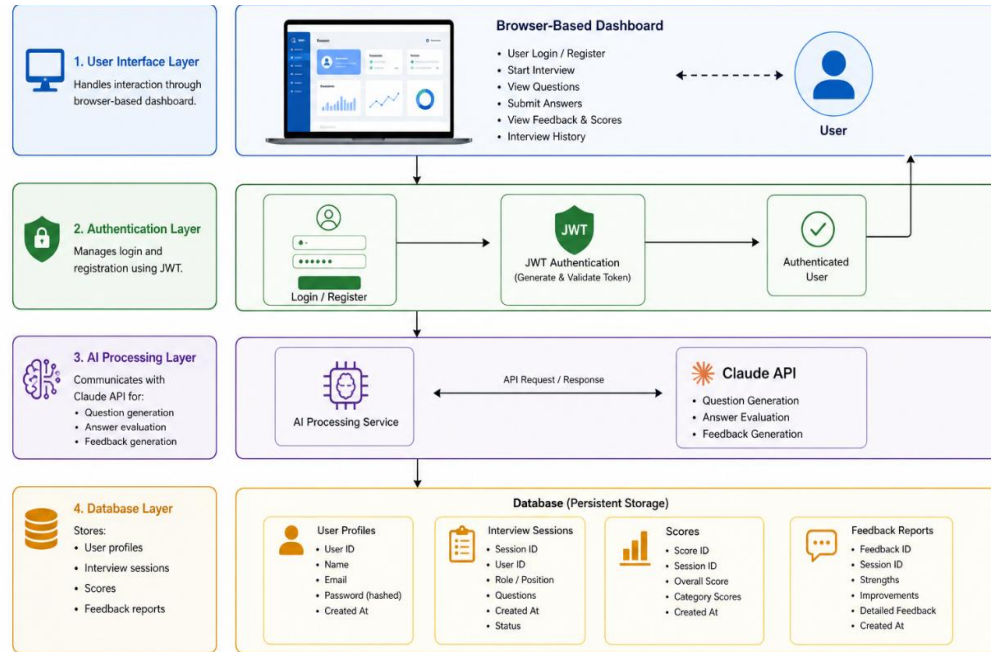 1. User Interface Layer
Handles interaction through
browser-based dashboard.
Browser-Based Dashboard
• User Login / Register
• Start Interview
• View Questions
• Submit Answers
• View Feedback & Scores
• Interview History
User
2. Authentication Layer
Manages login and
registration using JWT.
Login / Register
JWT
JWT Authentication
(Generate & Validate Token)
Authenticated
User
3. AI Processing Layer
Communicates with
Claude API for:
• Question generation
• Answer evaluation
• Feedback generation
AI Processing Service
API Request / Response
Claude API
• Question Generation
• Answer Evaluation
• Feedback Generation
4. Database Layer
Stores:
• User profiles
• Interview sessions
• Scores
• Feedback reports
Database (Persistent Storage)
User Profiles
• User ID
• Name
• Email
• Password (hashed)
• Created At
Interview Sessions
• Session ID
• User ID
• Role / Position
• Questions
• Created At
• Status
Scores
• Score ID
• Session ID
• Overall Score
• Category Scores
• Created At
Feedback Reports
• Feedback ID
• Session ID
• Strengths
• Improvements
• Detailed Feedback
• Created At